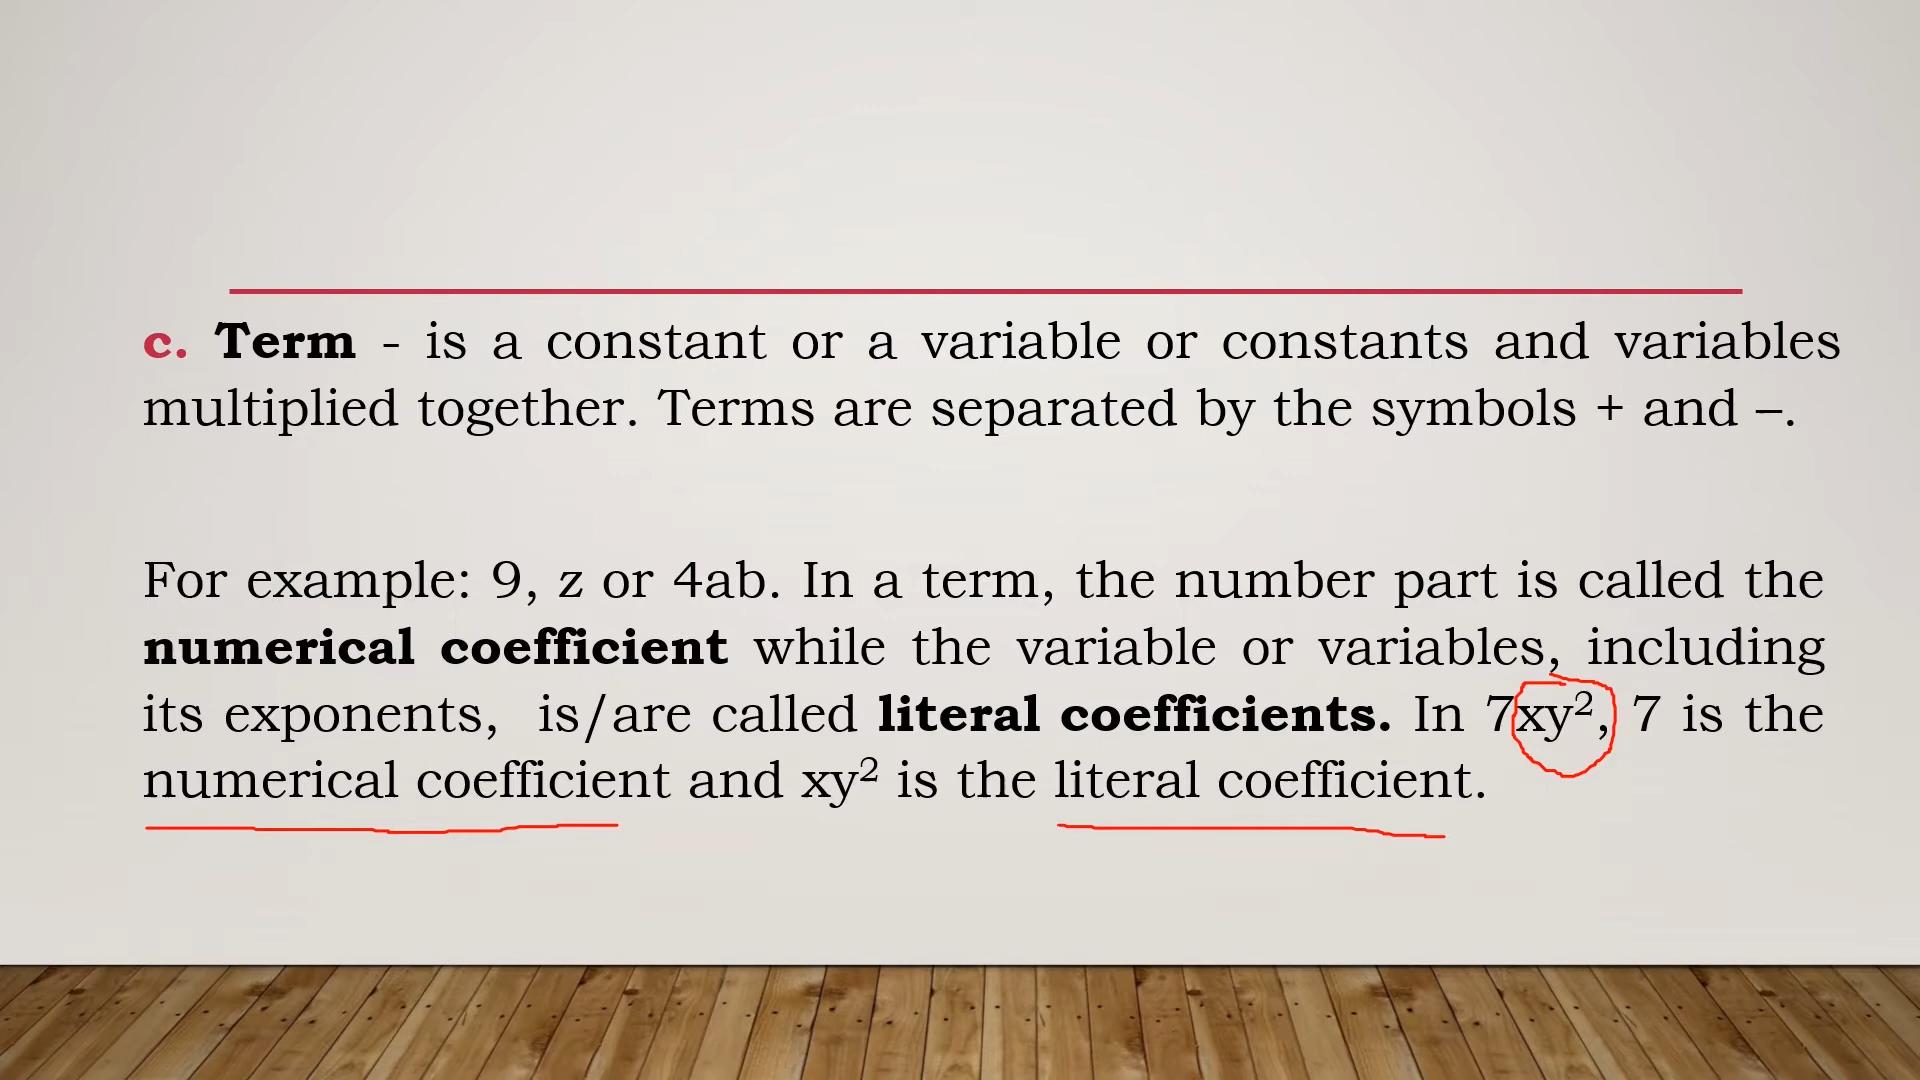 c. Term - is a constant or a variable or constants and variables
multiplied together. Terms are separated by the symbols + and –.
For example: 9, z or 4ab. In a term, the number part is called the
numerical coefficient while the variable or variables, including
its exponents, is/are called literal coefficients. In 7xy², 7 is the
numerical coefficient and xy² is the literal coefficient.